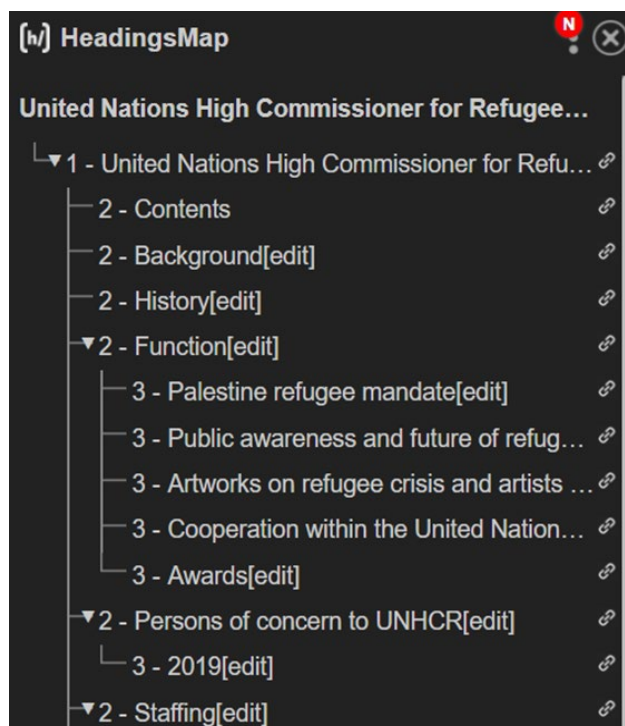 [h/] HeadingsMap
N
United Nations High Commissioner for Refugee...
1 - United Nations High Commissioner for Refu...
2 - Contents
2 - Background[edit]
2 - History[edit]
2 - Function[edit]
3 - Palestine refugee mandate[edit]
3 - Public awareness and future of refug...
3 - Artworks on refugee crisis and artists ...
3 - Cooperation within the United Nation...
3 - Awards[edit]
2 - Persons of concern to UNHCR[edit]
3 - 2019[edit]
2 - Staffing[edit]